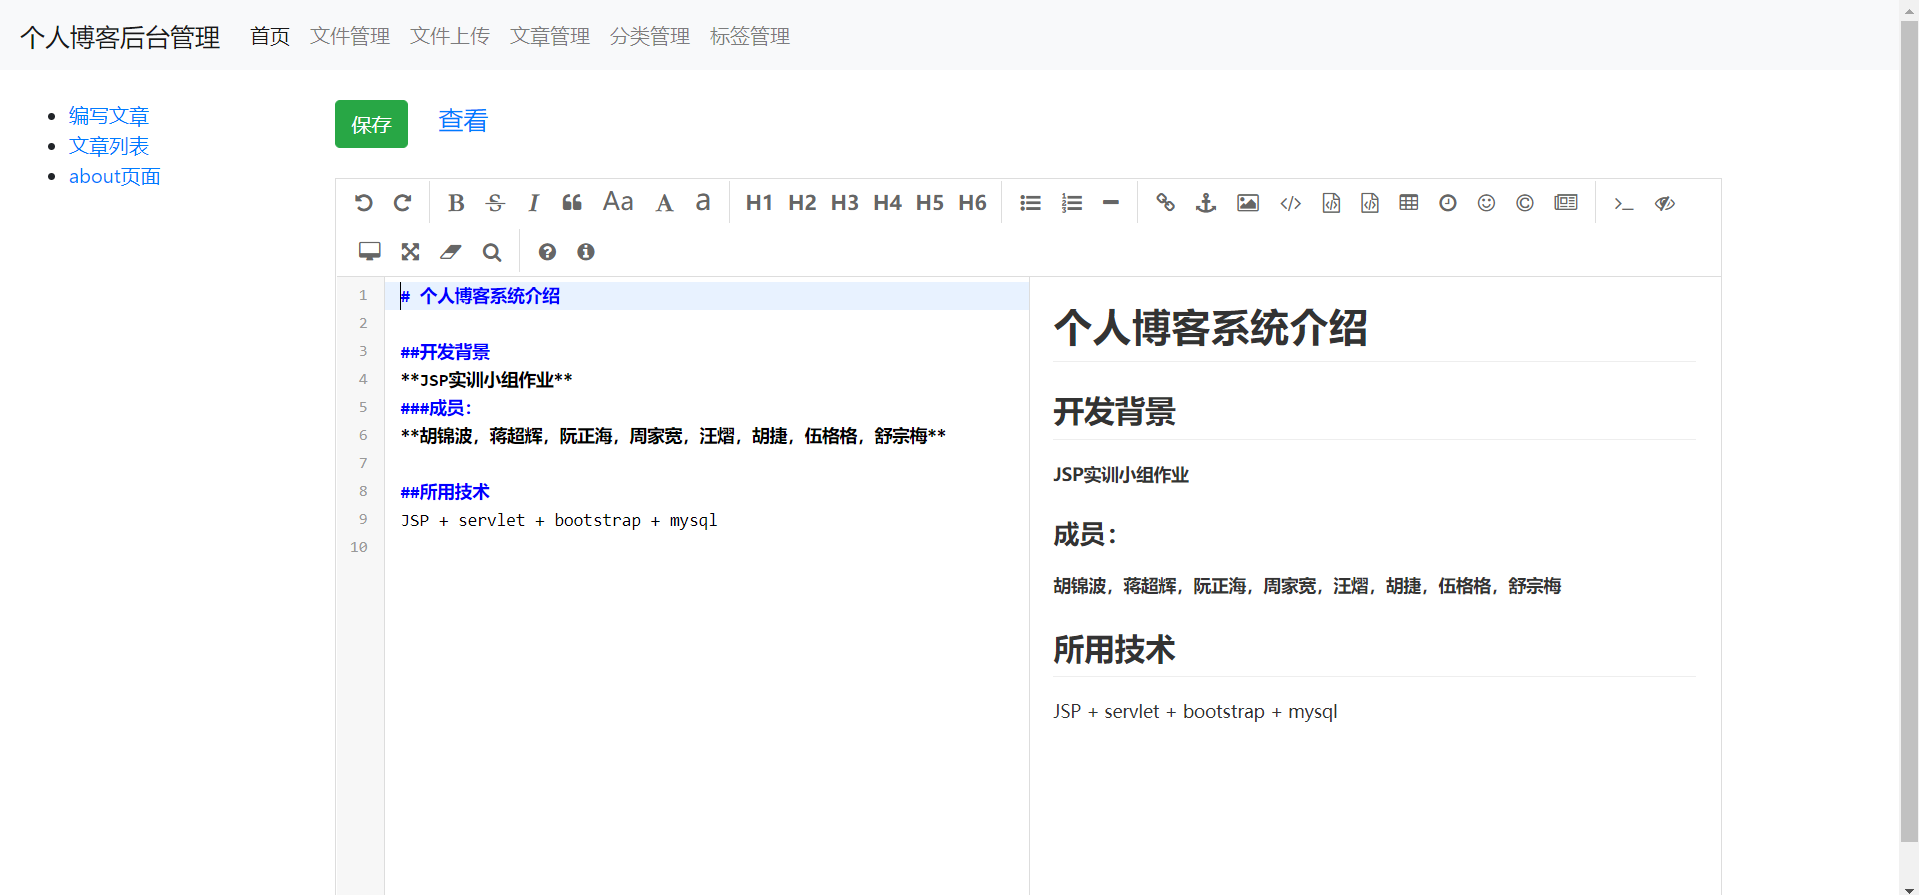 个人博客后台管理 首页 文件管理 文件上传 文章管理 分类管理 标签管理
编写文章
文章列表
about页面
保存 查看
B S I Aa A a H1 H2 H3 H4 H5 H6
1 # 个人博客系统介绍
2
3 ##开发背景
4 **JSP实训小组作业**
5 ###成员：
6 **胡锦波，蒋超辉，阮正海，周家宽，汪熠，胡捷，伍格格，舒宗梅**
7
8 ##所用技术
9 JSP + servlet + bootstrap + mysql
10
个人博客系统介绍
开发背景
JSP实训小组作业
成员：
胡锦波，蒋超辉，阮正海，周家宽，汪熠，胡捷，伍格格，舒宗梅
所用技术
JSP + servlet + bootstrap + mysql